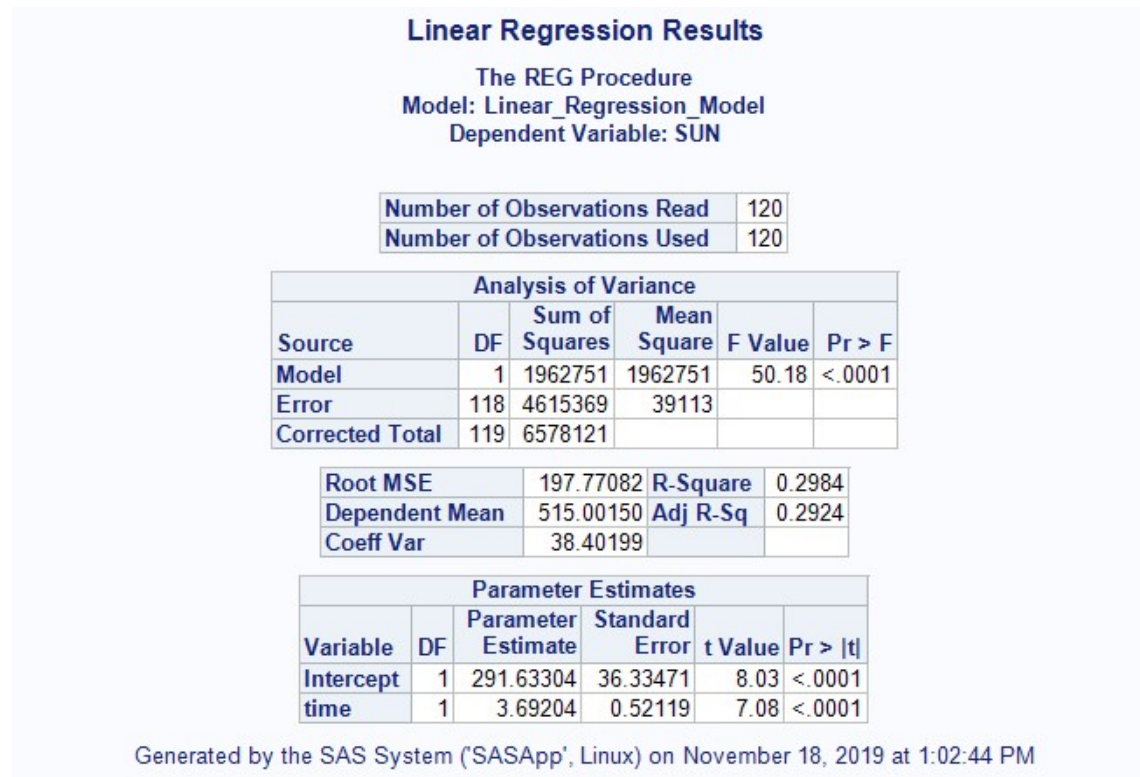 Linear Regression Results
The REG Procedure
Model: Linear_Regression_Model
Dependent Variable: SUN
Number of Observations Read 120
Number of Observations Used 120
Analysis of Variance
Source DF Sum of Squares Mean Square F Value Pr > F
Model 1 1962751 1962751 50.18 <.0001
Error 118 4615369 39113
Corrected Total 119 6578121
Root MSE 197.77082 R-Square 0.2984
Dependent Mean 515.00150 Adj R-Sq 0.2924
Coeff Var 38.40199
Parameter Estimates
Variable DF Parameter Estimate Standard Error t Value Pr > |t|
Intercept 1 291.63304 36.33471 8.03 <.0001
time 1 3.69204 0.52119 7.08 <.0001
Generated by the SAS System ('SASApp', Linux) on November 18, 2019 at 1:02:44 PM